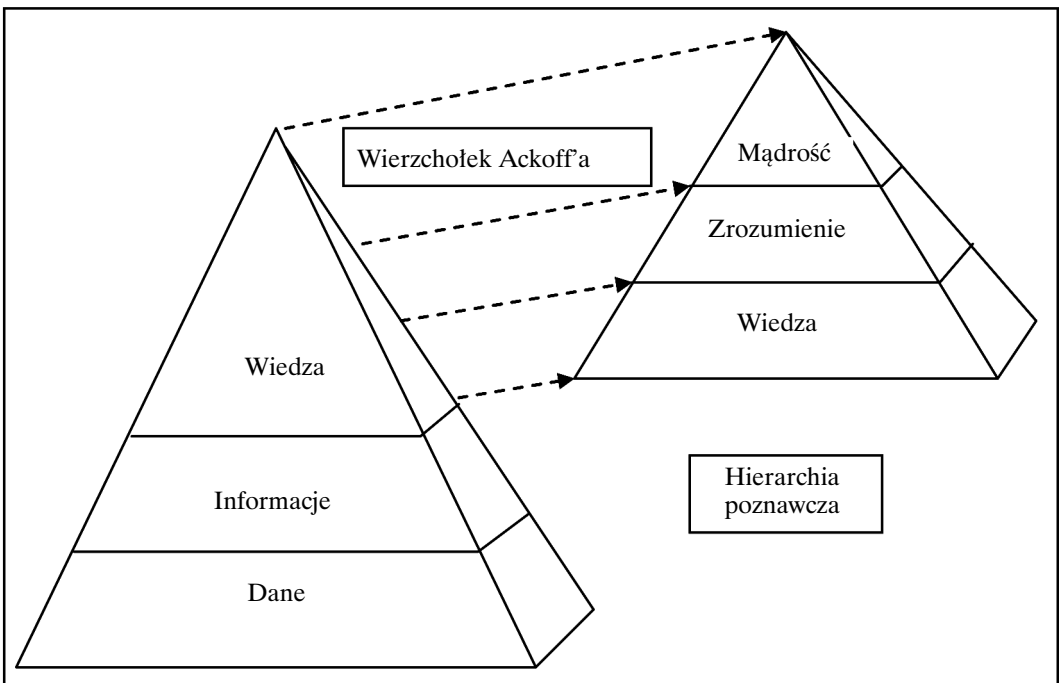 Wierzchołek Ackoff'a
Mądrość
Zrozumienie
Wiedza
Wiedza
Informacje
Dane
Hierarchia
poznawcza